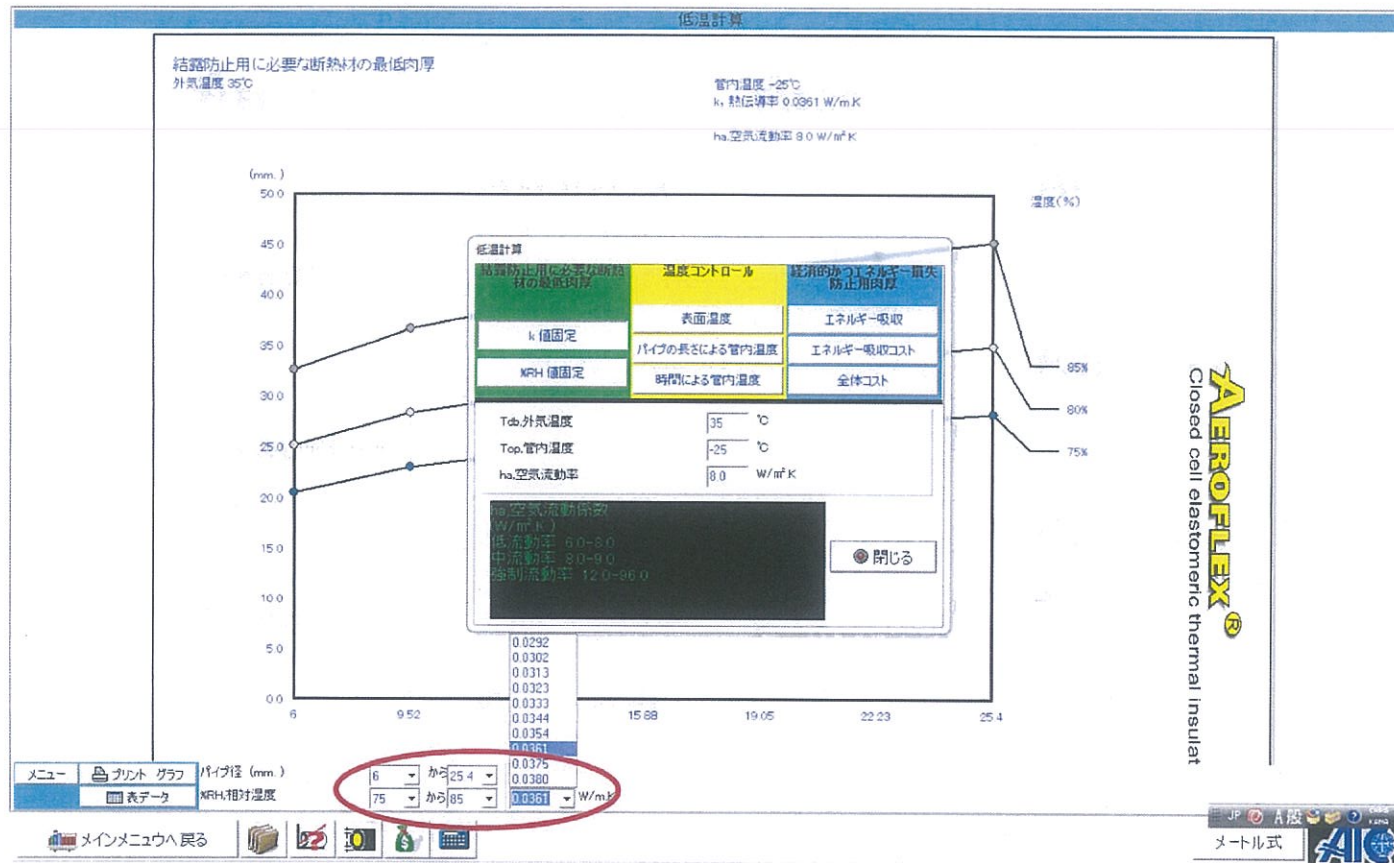 低温計算
結露防止用に必要な断熱材の最低肉厚
外気温度 35℃
管内温度 -25℃
k, 熱伝導率 0.0361 W/m.K
ha.空気流動率 8.0 W/m² K
(mm.)
湿度(%)
50.0
45.0
40.0
35.0
30.0
25.0
20.0
15.0
10.0
5.0
0.0
6
9.52
15.88
19.05
22.23
25.4
85%
80%
75%
低温計算
結露防止用に必要な断熱材の最低肉厚
k 値固定
%RH 値固定
温度コントロール
表面温度
パイプの長さによる管内温度
時間による管内温度
経済的かつエネルギー損失防止用肉厚
エネルギー吸収
エネルギー吸収コスト
全体コスト
Tdb.外気温度 35 ℃
Top.管内温度 -25 ℃
ha.空気流動率 8.0 W/m² K
ha.空気流動係数
(W/m².K)
低流動率 6.0-8.0
中流動率 8.0-9.0
強制流動率 12.0-96.0
閉じる
0.0292
0.0302
0.0313
0.0323
0.0333
0.0344
0.0354
0.0361
0.0375
0.0380
メニュー
プリント グラフ
表データ
パイプ径 (mm.) 6 から 25.4
%RH,相対湿度 75 から 85 0.0361 W/m.K
メインメニュウへ戻る
AEROFLEX®
Closed cell elastomeric thermal insulat
JP A 般
メートル式